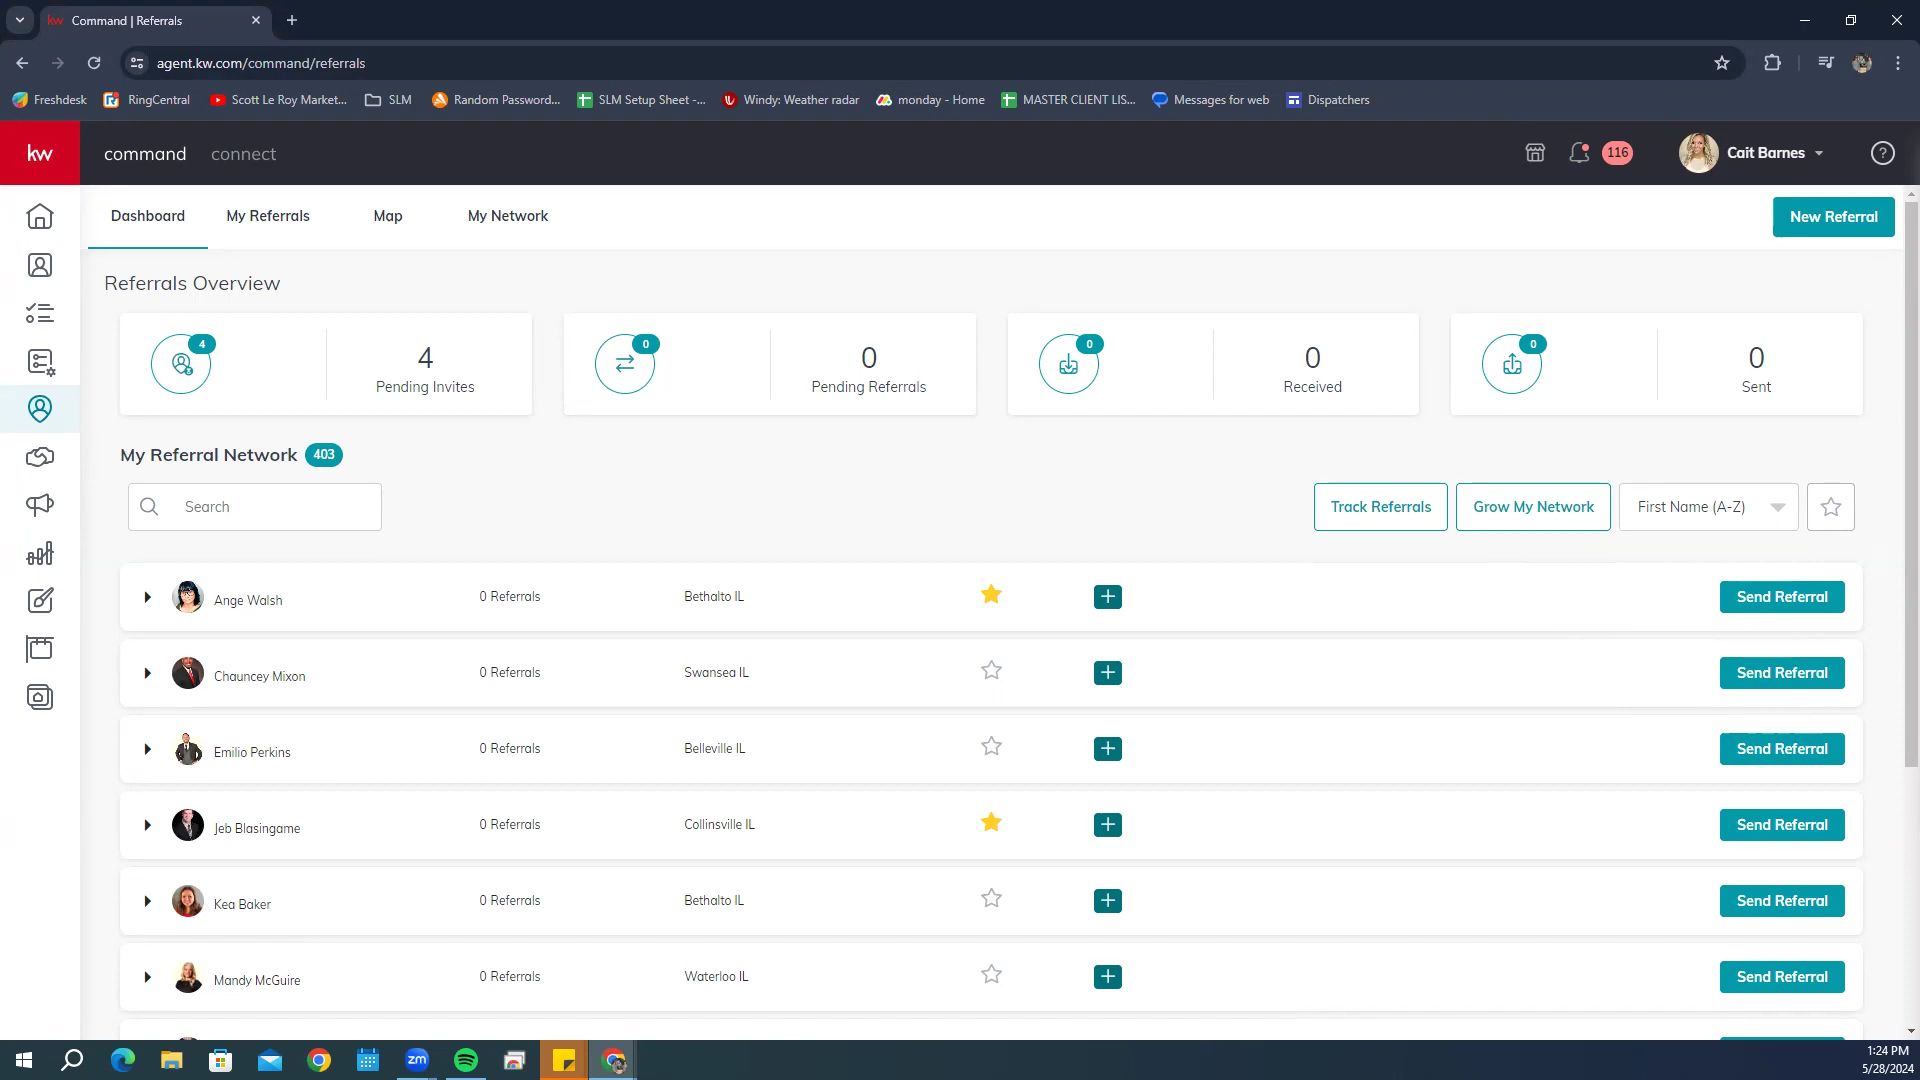 kw Command | Referrals
agent.kw.com/command/referrals
Freshdesk RingCentral Scott Le Roy Market... SLM Random Password... SLM Setup Sheet -... Windy: Weather radar monday - Home MASTER CLIENT LIS... Messages for web Dispatchers
kw command connect 116 Cait Barnes ?
Dashboard My Referrals Map My Network New Referral
Referrals Overview
4 4 Pending Invites
0 0 Pending Referrals
0 0 Received
0 0 Sent
My Referral Network 403
Search Track Referrals Grow My Network First Name (A-Z)
Ange Walsh 0 Referrals Bethalto IL Send Referral
Chauncey Mixon 0 Referrals Swansea IL Send Referral
Emilio Perkins 0 Referrals Belleville IL Send Referral
Jeb Blasingame 0 Referrals Collinsville IL Send Referral
Kea Baker 0 Referrals Bethalto IL Send Referral
Mandy McGuire 0 Referrals Waterloo IL Send Referral
zm
1:24 PM
5/28/2024